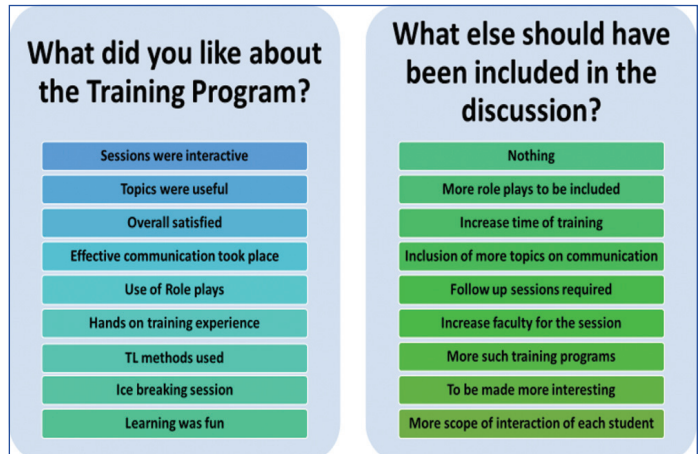 What did you like about
the Training Program?
Sessions were interactive
Topics were useful
Overall satisfied
Effective communication took place
Use of Role plays
Hands on training experience
TL methods used
Ice breaking session
Learning was fun
What else should have
been included in the
discussion?
Nothing
More role plays to be included
Increase time of training
Inclusion of more topics on communication
Follow up sessions required
Increase faculty for the session
More such training programs
To be made more interesting
More scope of interaction of each student